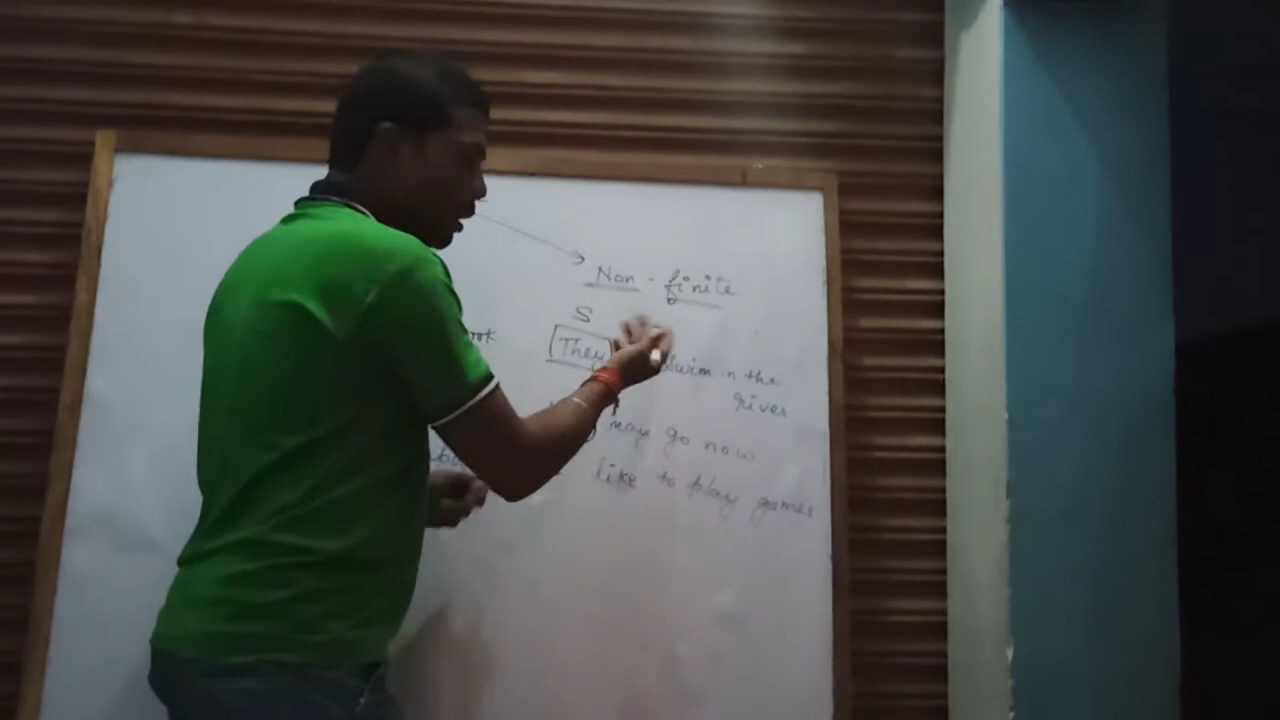 Non - finite
S
They swim in the
river
may go now
like to play games